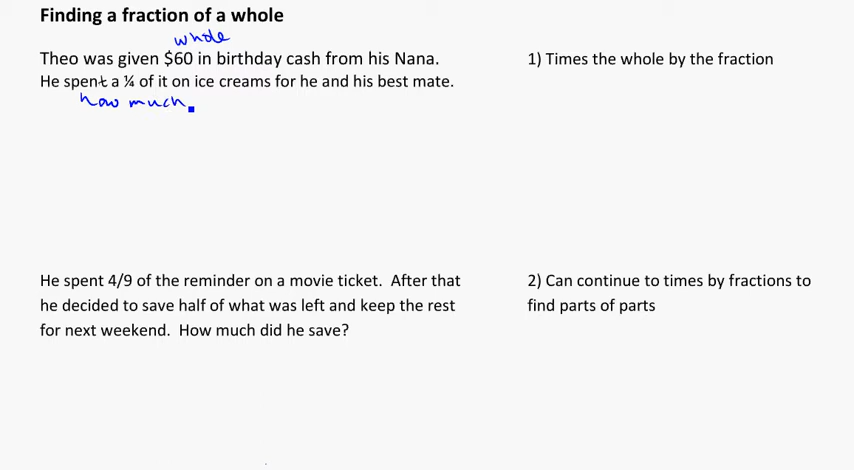 Finding a fraction of a whole
whole
Theo was given $60 in birthday cash from his Nana.
He spent a ¼ of it on ice creams for he and his best mate.
how much
1) Times the whole by the fraction
He spent 4/9 of the reminder on a movie ticket. After that
he decided to save half of what was left and keep the rest
for next weekend. How much did he save?
2) Can continue to times by fractions to
find parts of parts